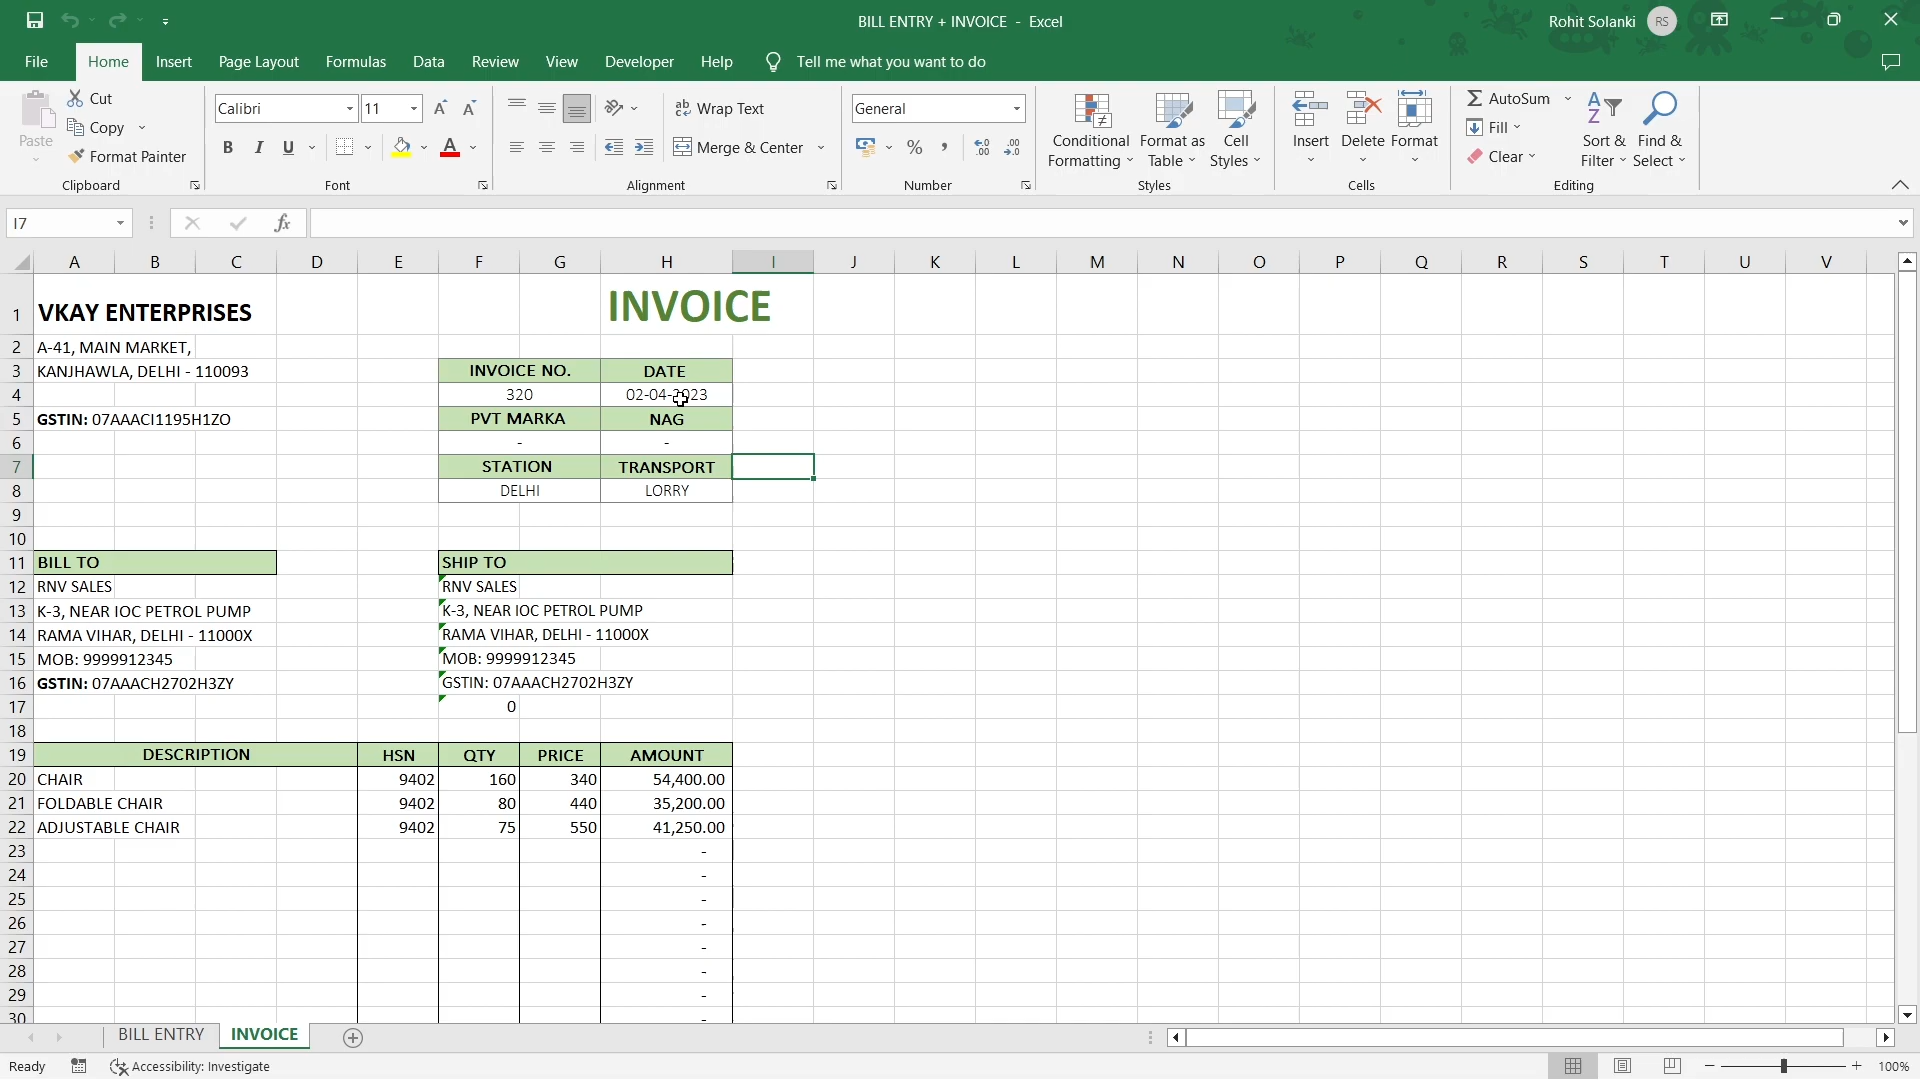 BILL ENTRY + INVOICE - Excel
Rohit Solanki RS
File Home Insert Page Layout Formulas Data Review View Developer Help Tell me what you want to do
Paste
Cut
Copy
Format Painter
Clipboard
Calibri 11
A A
B I U A
Font
ab Wrap Text
Merge & Center
Alignment
General
% , .00 .00
Number
Conditional Formatting
Format as Table
Cell Styles
Styles
Insert Delete Format
Cells
AutoSum
Fill
Clear
Sort & Filter
Find & Select
Editing
I7 fx
A B C D E F G H I J K L M N O P Q R S T U V
1 VKAY ENTERPRISES INVOICE
2 A-41, MAIN MARKET,
3 KANJHAWLA, DELHI - 110093 INVOICE NO. DATE
4 320 02-04-2023
5 GSTIN: 07AAACI1195H1ZO PVT MARKA NAG
6 - -
7 STATION TRANSPORT
8 DELHI LORRY
9
10
11 BILL TO SHIP TO
12 RNV SALES RNV SALES
13 K-3, NEAR IOC PETROL PUMP K-3, NEAR IOC PETROL PUMP
14 RAMA VIHAR, DELHI - 11000X RAMA VIHAR, DELHI - 11000X
15 MOB: 9999912345 MOB: 9999912345
16 GSTIN: 07AAACH2702H3ZY GSTIN: 07AAACH2702H3ZY
17 0
18
19 DESCRIPTION HSN QTY PRICE AMOUNT
20 CHAIR 9402 160 340 54,400.00
21 FOLDABLE CHAIR 9402 80 440 35,200.00
22 ADJUSTABLE CHAIR 9402 75 550 41,250.00
23 -
24 -
25 -
26 -
27 -
28 -
29 -
30 -
BILL ENTRY INVOICE
Ready Accessibility: Investigate 100%